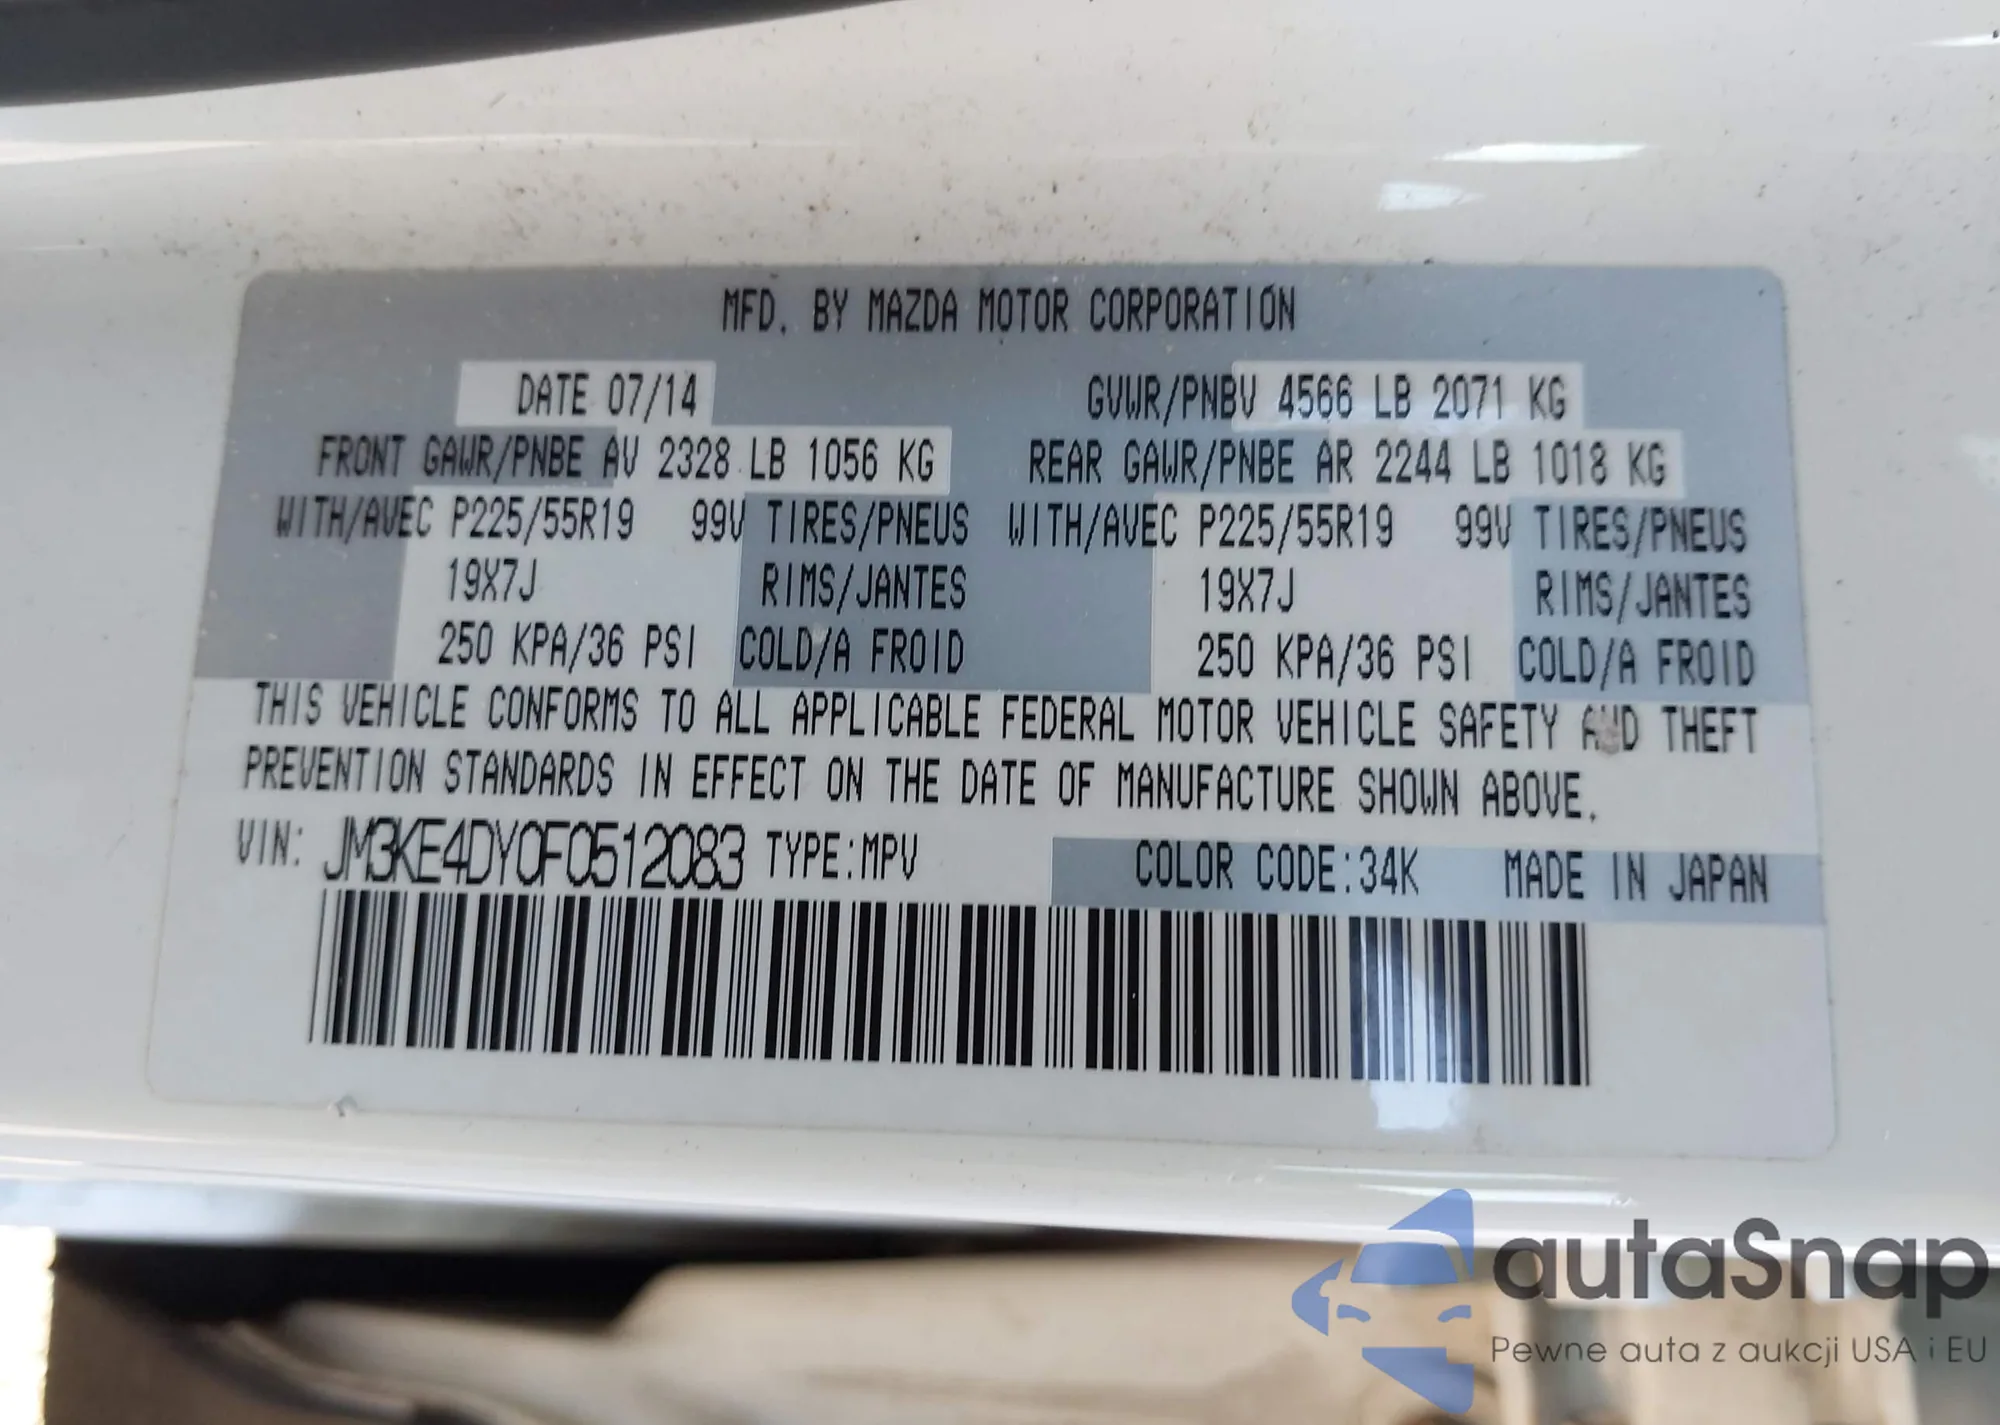 MFD. BY MAZDA MOTOR CORPORATION
DATE 07/14 GVWR/PNBV 4566 LB 2071 KG
FRONT GAWR/PNBE AV 2328 LB 1056 KG REAR GAWR/PNBE AR 2244 LB 1018 KG
WITH/AVEC P225/55R19 99V TIRES/PNEUS WITH/AVEC P225/55R19 99V TIRES/PNEUS
19X7J RIMS/JANTES 19X7J RIMS/JANTES
250 KPA/36 PSI COLD/A FROID 250 KPA/36 PSI COLD/A FROID
THIS VEHICLE CONFORMS TO ALL APPLICABLE FEDERAL MOTOR VEHICLE SAFETY AND THEFT
PREVENTION STANDARDS IN EFFECT ON THE DATE OF MANUFACTURE SHOWN ABOVE.
VIN: JM3KE4DY0F0512083 TYPE:MPV COLOR CODE:34K MADE IN JAPAN
autaSnap
Pewne auta z aukcji USA i EU